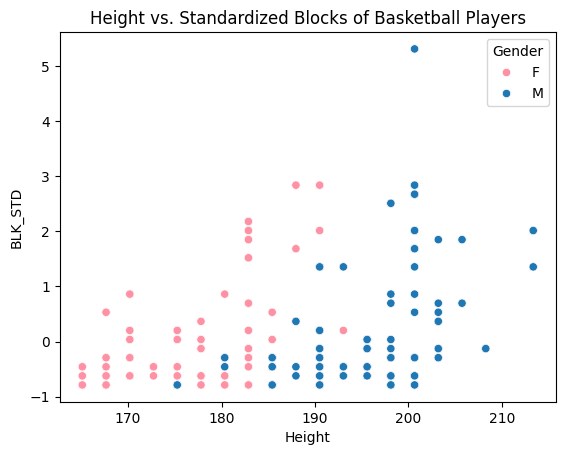 Height vs. Standardized Blocks of Basketball Players
Gender
F
M
BLK_STD
5
4
3
2
1
0
−1
170
180
190
200
210
Height